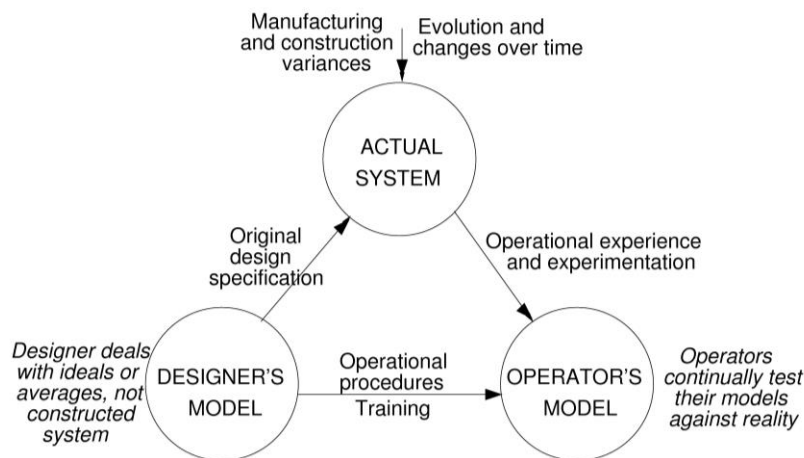 Manufacturing
and construction
variances
Evolution and
changes over time
ACTUAL
SYSTEM
Original
design
specification
Operational experience
and experimentation
Designer deals
with ideals or
averages, not
constructed
system
DESIGNER'S
MODEL
Operational
procedures
Training
OPERATOR'S
MODEL
Operators
continually test
their models
against reality